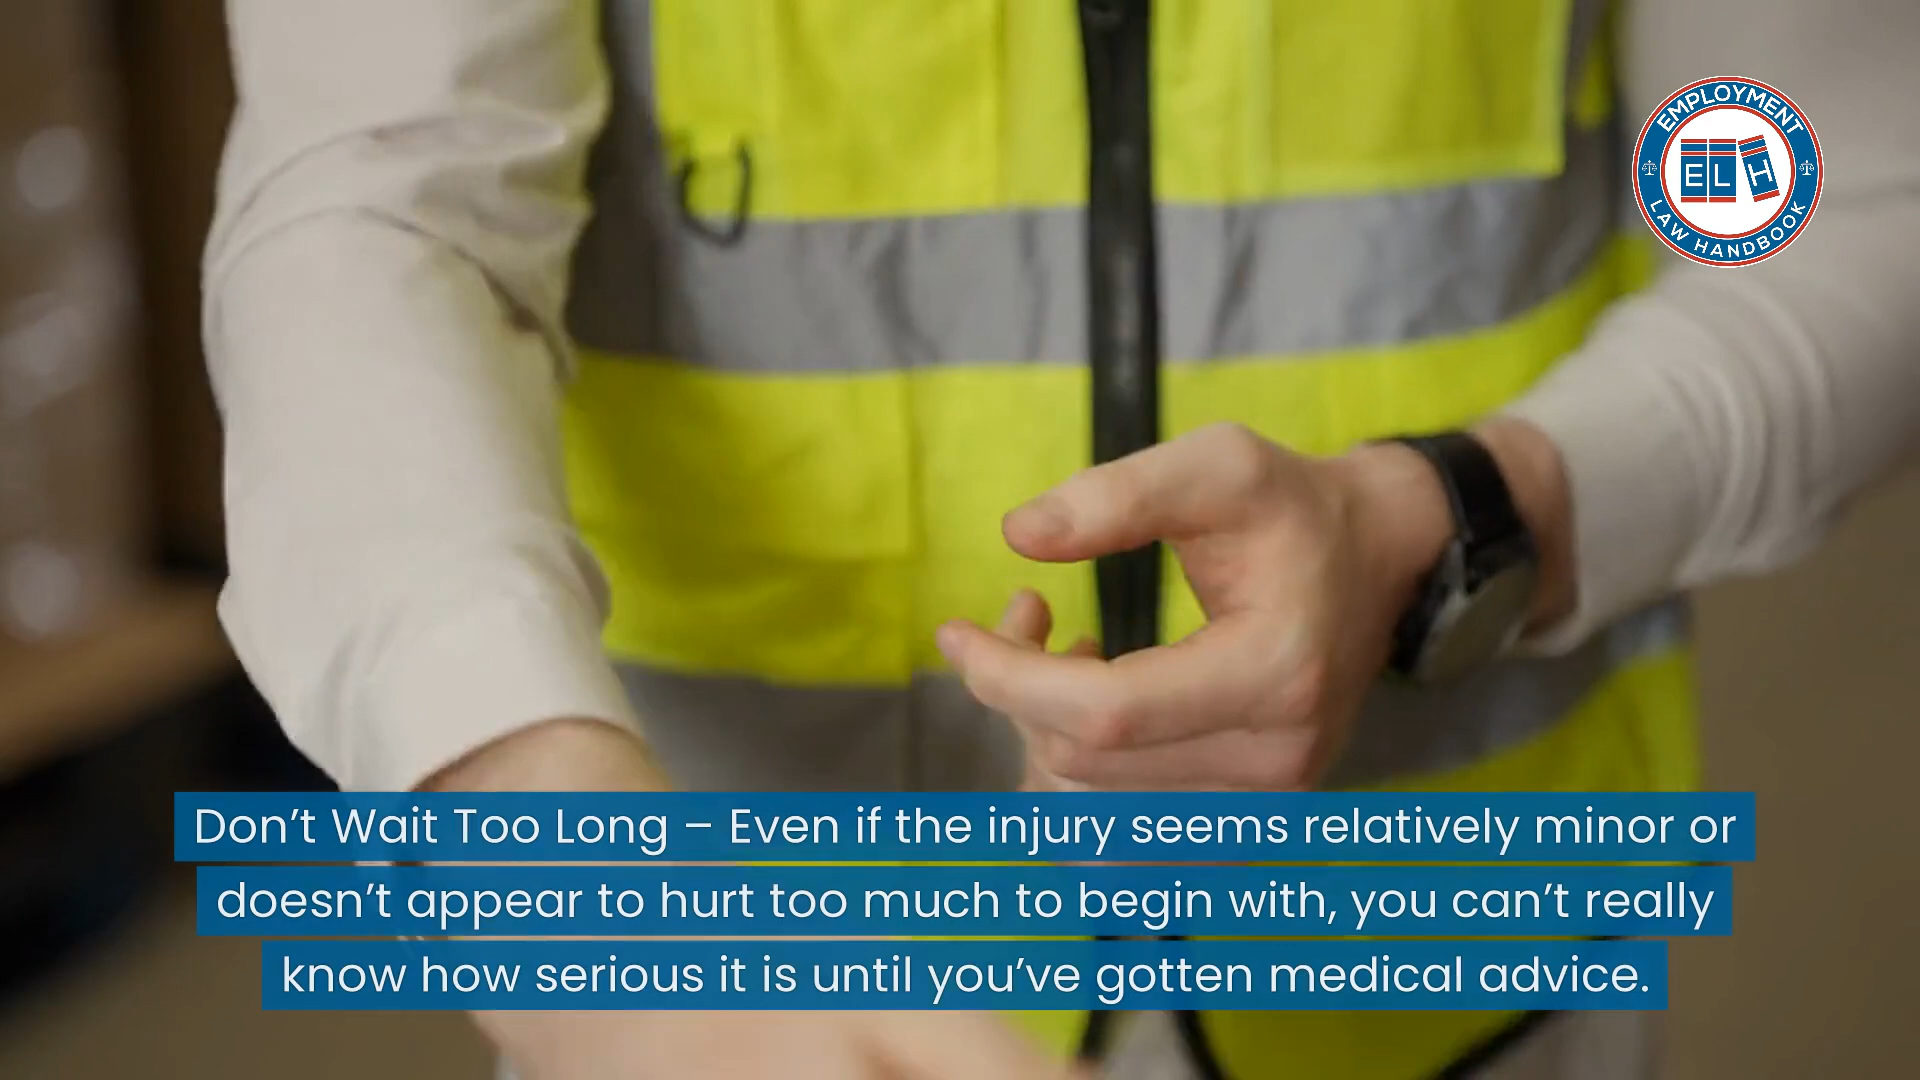 EMPLOYMENT
ELH
LAW HANDBOOK
Don’t Wait Too Long – Even if the injury seems relatively minor or
doesn’t appear to hurt too much to begin with, you can’t really
know how serious it is until you’ve gotten medical advice.